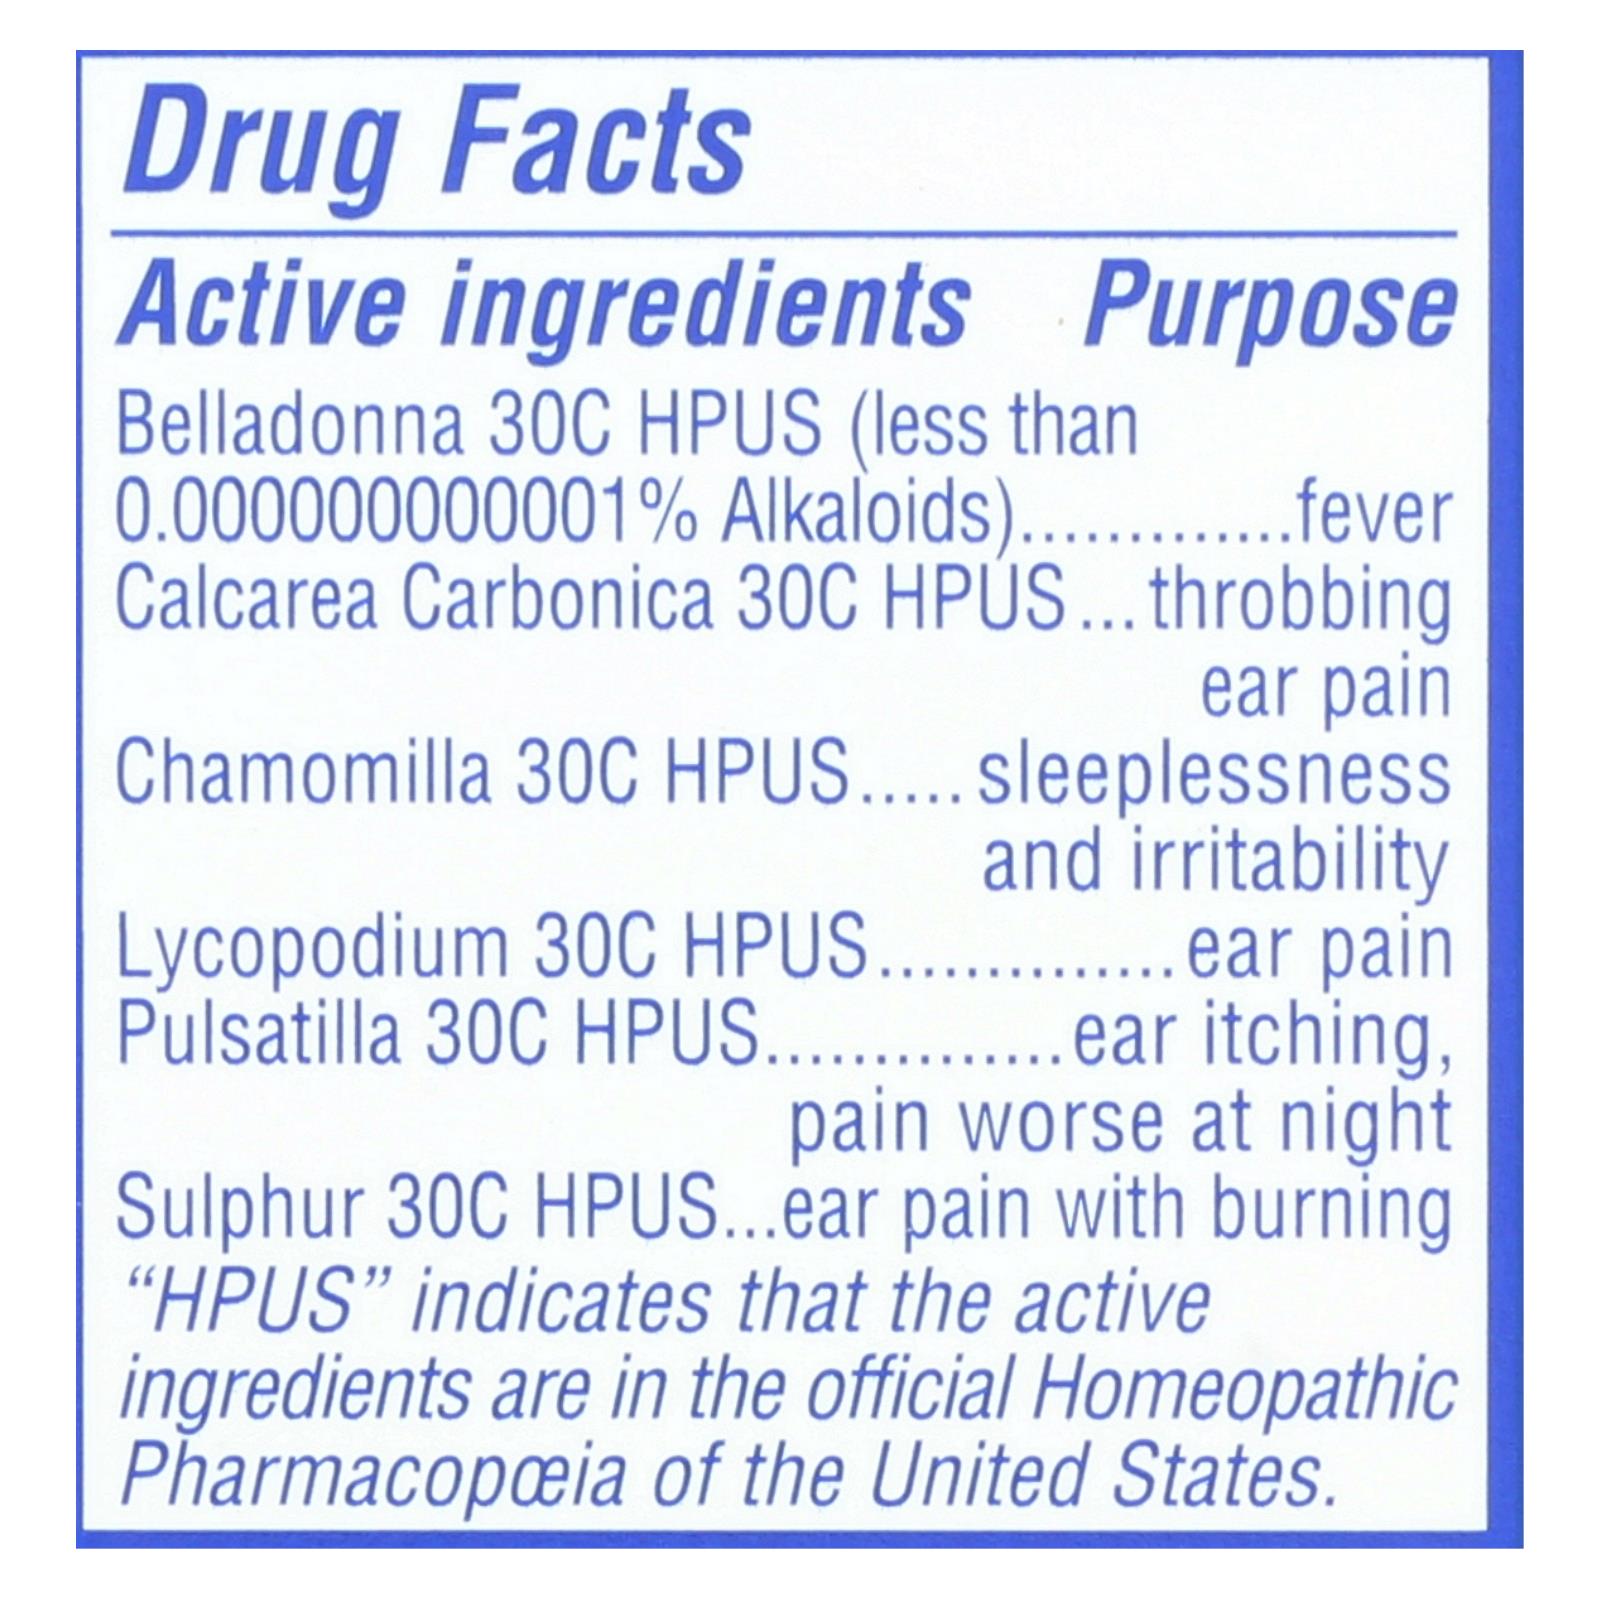 Drug Facts
Active ingredients Purpose
Belladonna 30C HPUS (less than
0.000000000001% Alkaloids).............fever
Calcarea Carbonica 30C HPUS...throbbing
ear pain
Chamomilla 30C HPUS.....sleeplessness
and irritability
Lycopodium 30C HPUS..............ear pain
Pulsatilla 30C HPUS..............ear itching,
pain worse at night
Sulphur 30C HPUS...ear pain with burning
“HPUS” indicates that the active
ingredients are in the official Homeopathic
Pharmacopœia of the United States.